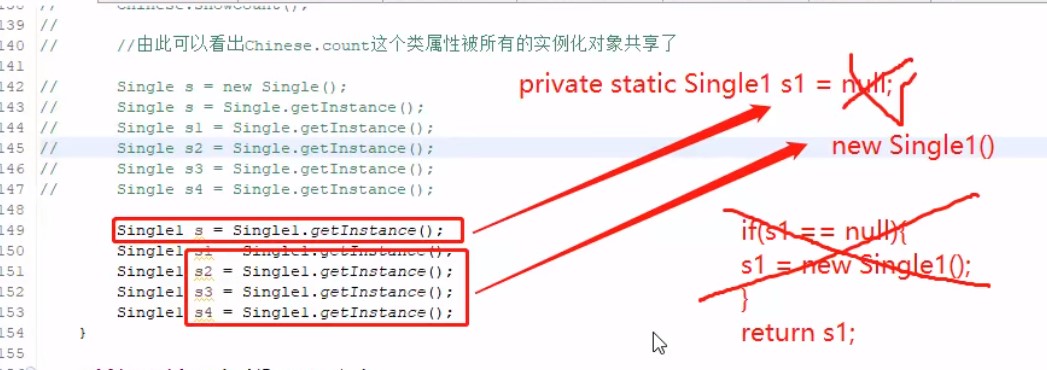 // Chinese.showCount();
139 //
140 // //由此可以看出Chinese.count这个类属性被所有的实例化对象共享了
141
142 // Single s = new Single();
143 // Single s = Single.getInstance();
144 // Single s1 = Single.getInstance();
145 // Single s2 = Single.getInstance();
146 // Single s3 = Single.getInstance();
147 // Single s4 = Single.getInstance();
148
149 Single1 s = Single1.getInstance();
150 Single1 s1 = Single1.getInstance();
151 Single1 s2 = Single1.getInstance();
152 Single1 s3 = Single1.getInstance();
153 Single1 s4 = Single1.getInstance();
154 }
155
private static Single1 s1 = null;
new Single1()
if(s1 == null){
s1 = new Single1();
}
return s1;